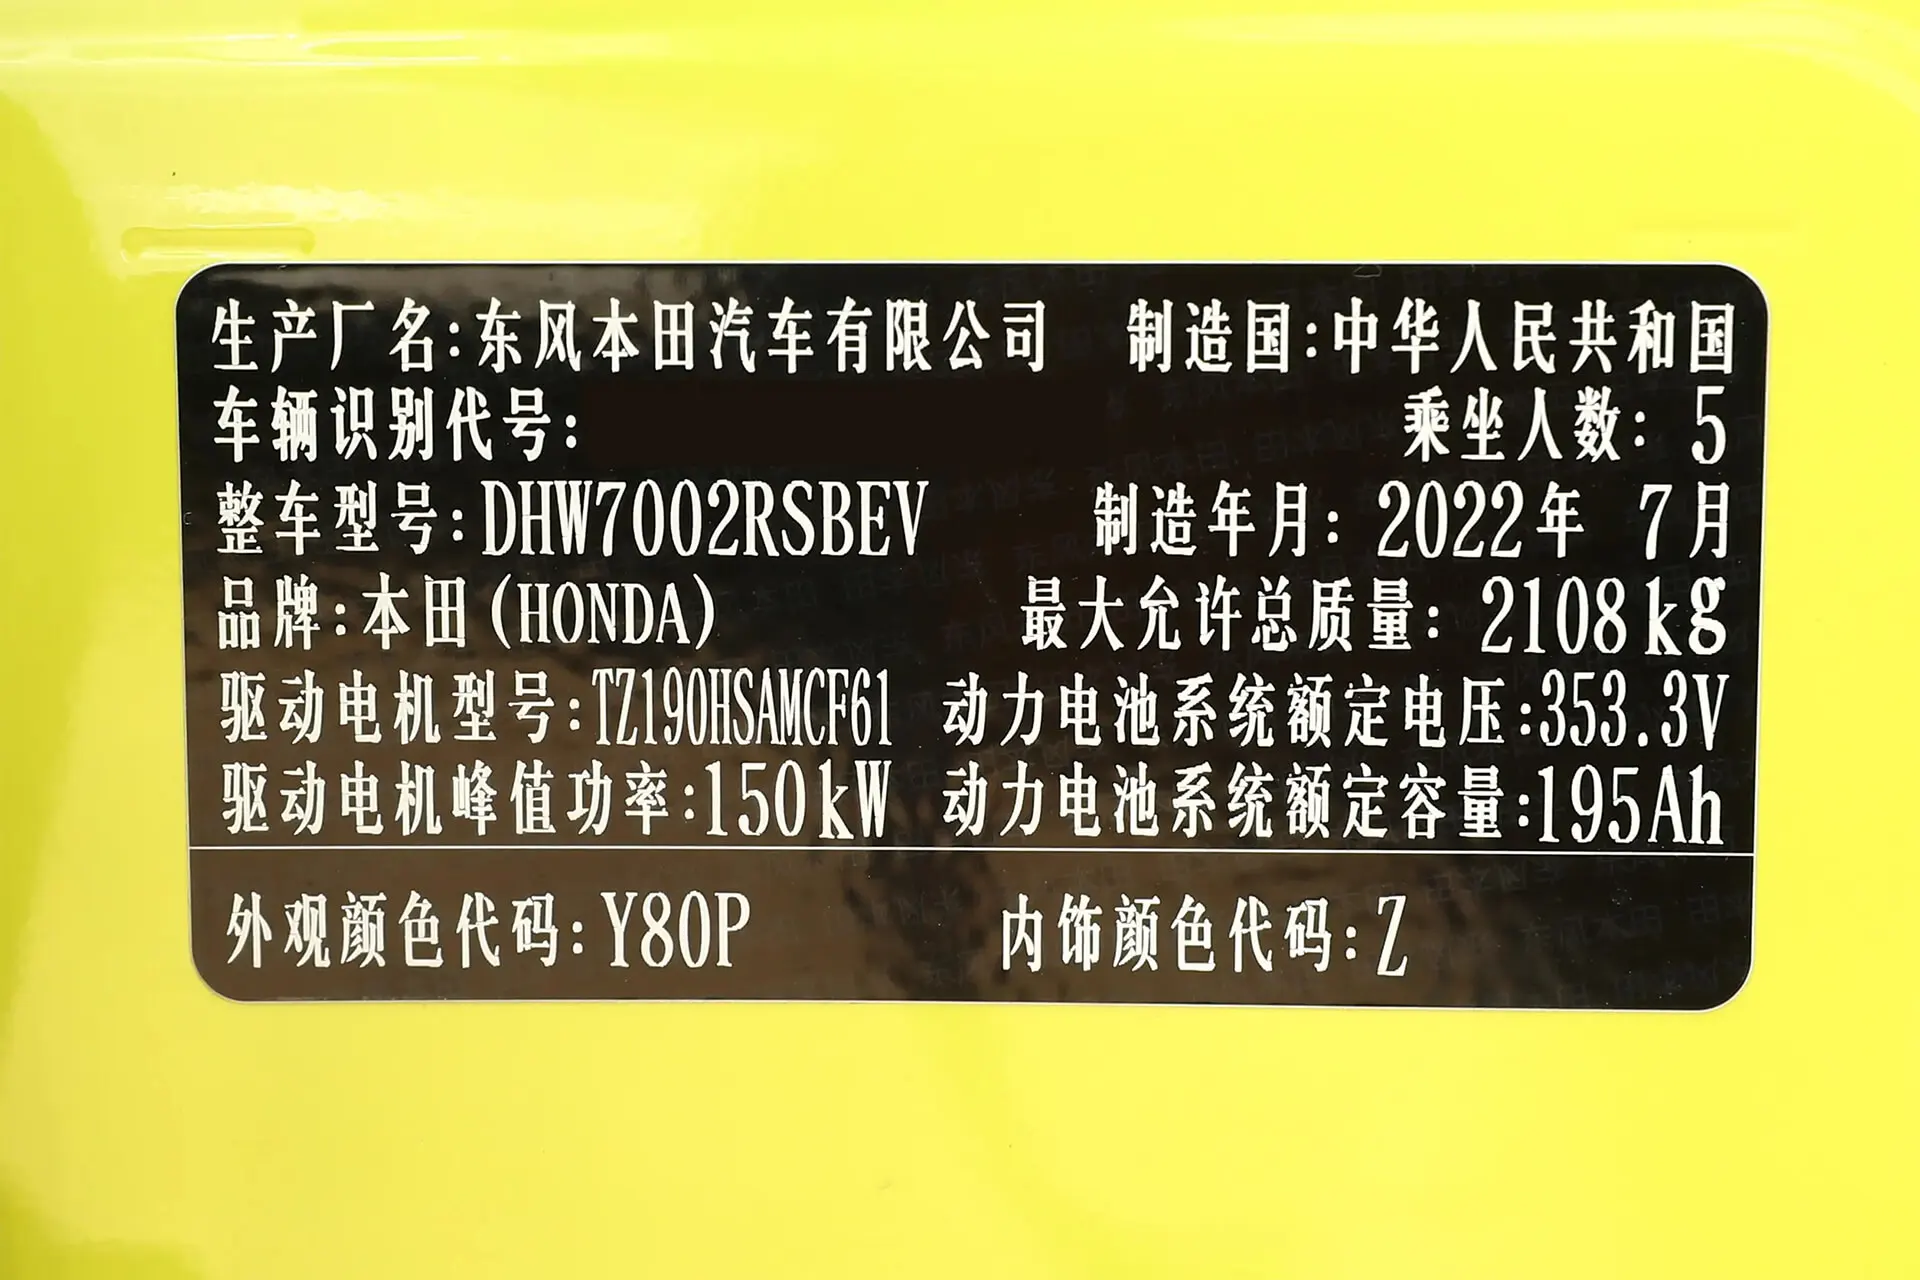 生产厂名:东风本田汽车有限公司 制造国:中华人民共和国
车辆识别代号: 乘坐人数: 5
整车型号:DHW7002RSBEV 制造年月: 2022年 7月
品牌:本田(HONDA) 最大允许总质量: 2108kg
驱动电机型号:TZ190HSAMCF61 动力电池系统额定电压:353.3V
驱动电机峰值功率:150kW 动力电池系统额定容量:195Ah
外观颜色代码:Y80P 内饰颜色代码:Z